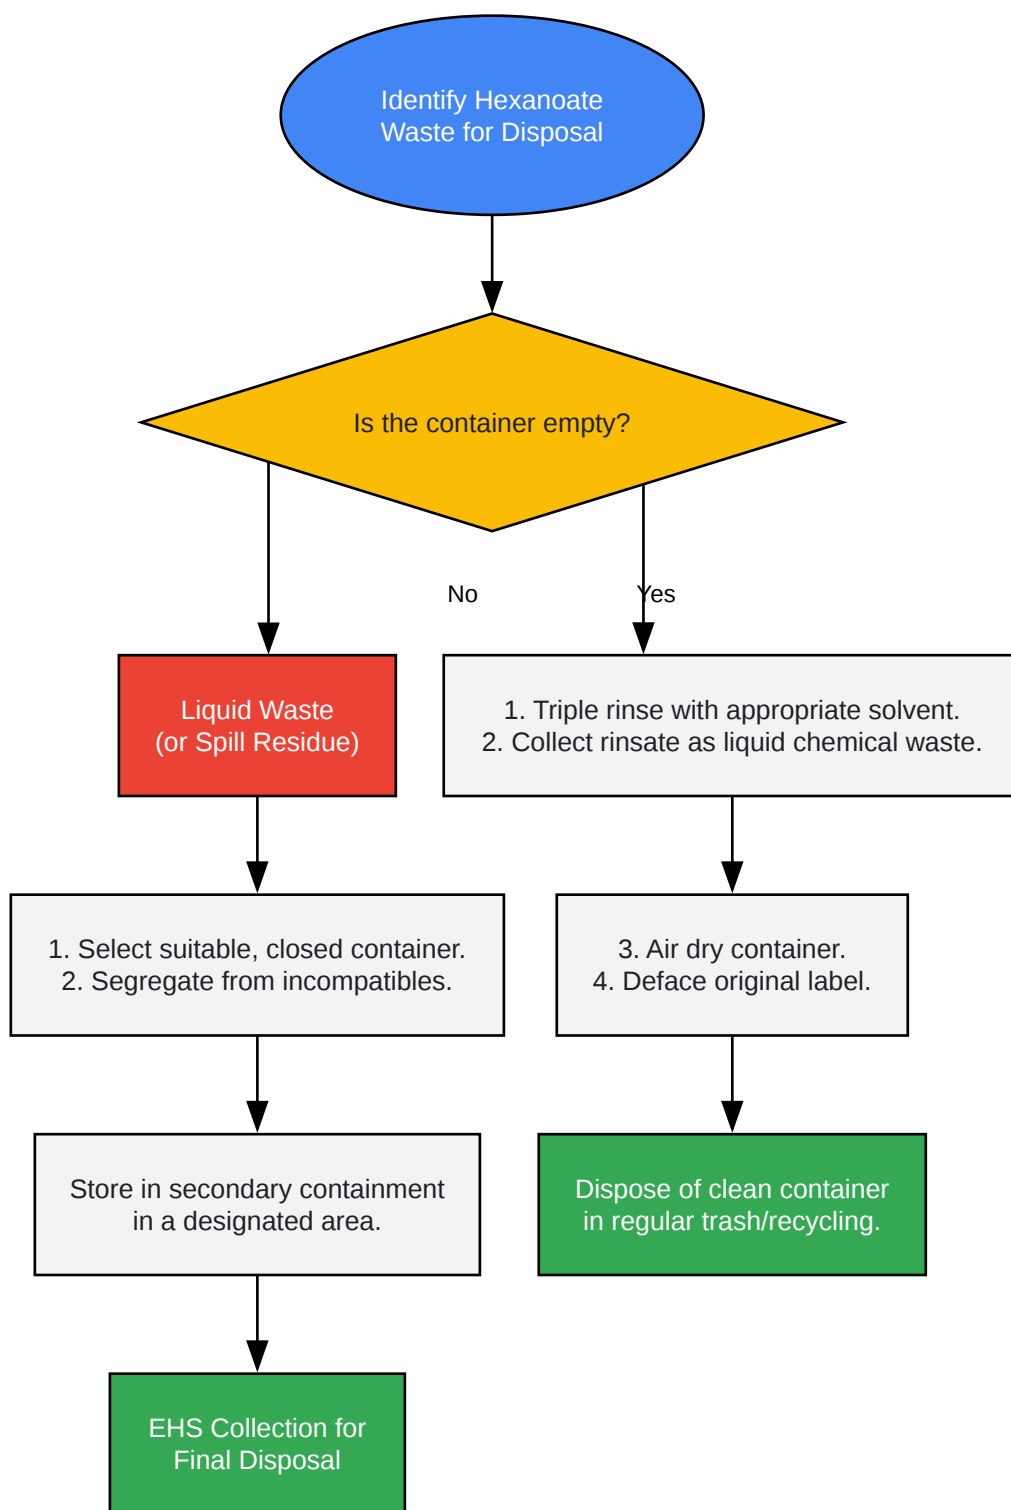 Identify Hexanoate
Waste for Disposal
Is the container empty?
No
Yes
Liquid Waste
(or Spill Residue)
1. Triple rinse with appropriate solvent.
2. Collect rinsate as liquid chemical waste.
1. Select suitable, closed container.
2. Segregate from incompatibles.
3. Air dry container.
4. Deface original label.
Store in secondary containment
in a designated area.
Dispose of clean container
in regular trash/recycling.
EHS Collection for
Final Disposal